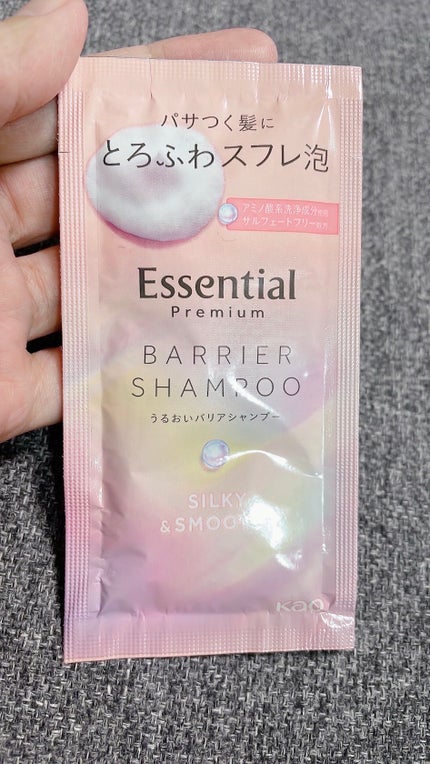 パサつく髪に
とろふわスフレ泡
アミノ酸系洗浄成分使用
サルフェートフリー処方
Essential
Premium
BARRIER
SHAMPOO
うるおいバリアシャンプー
SILKY
&SMOOTH
Kao